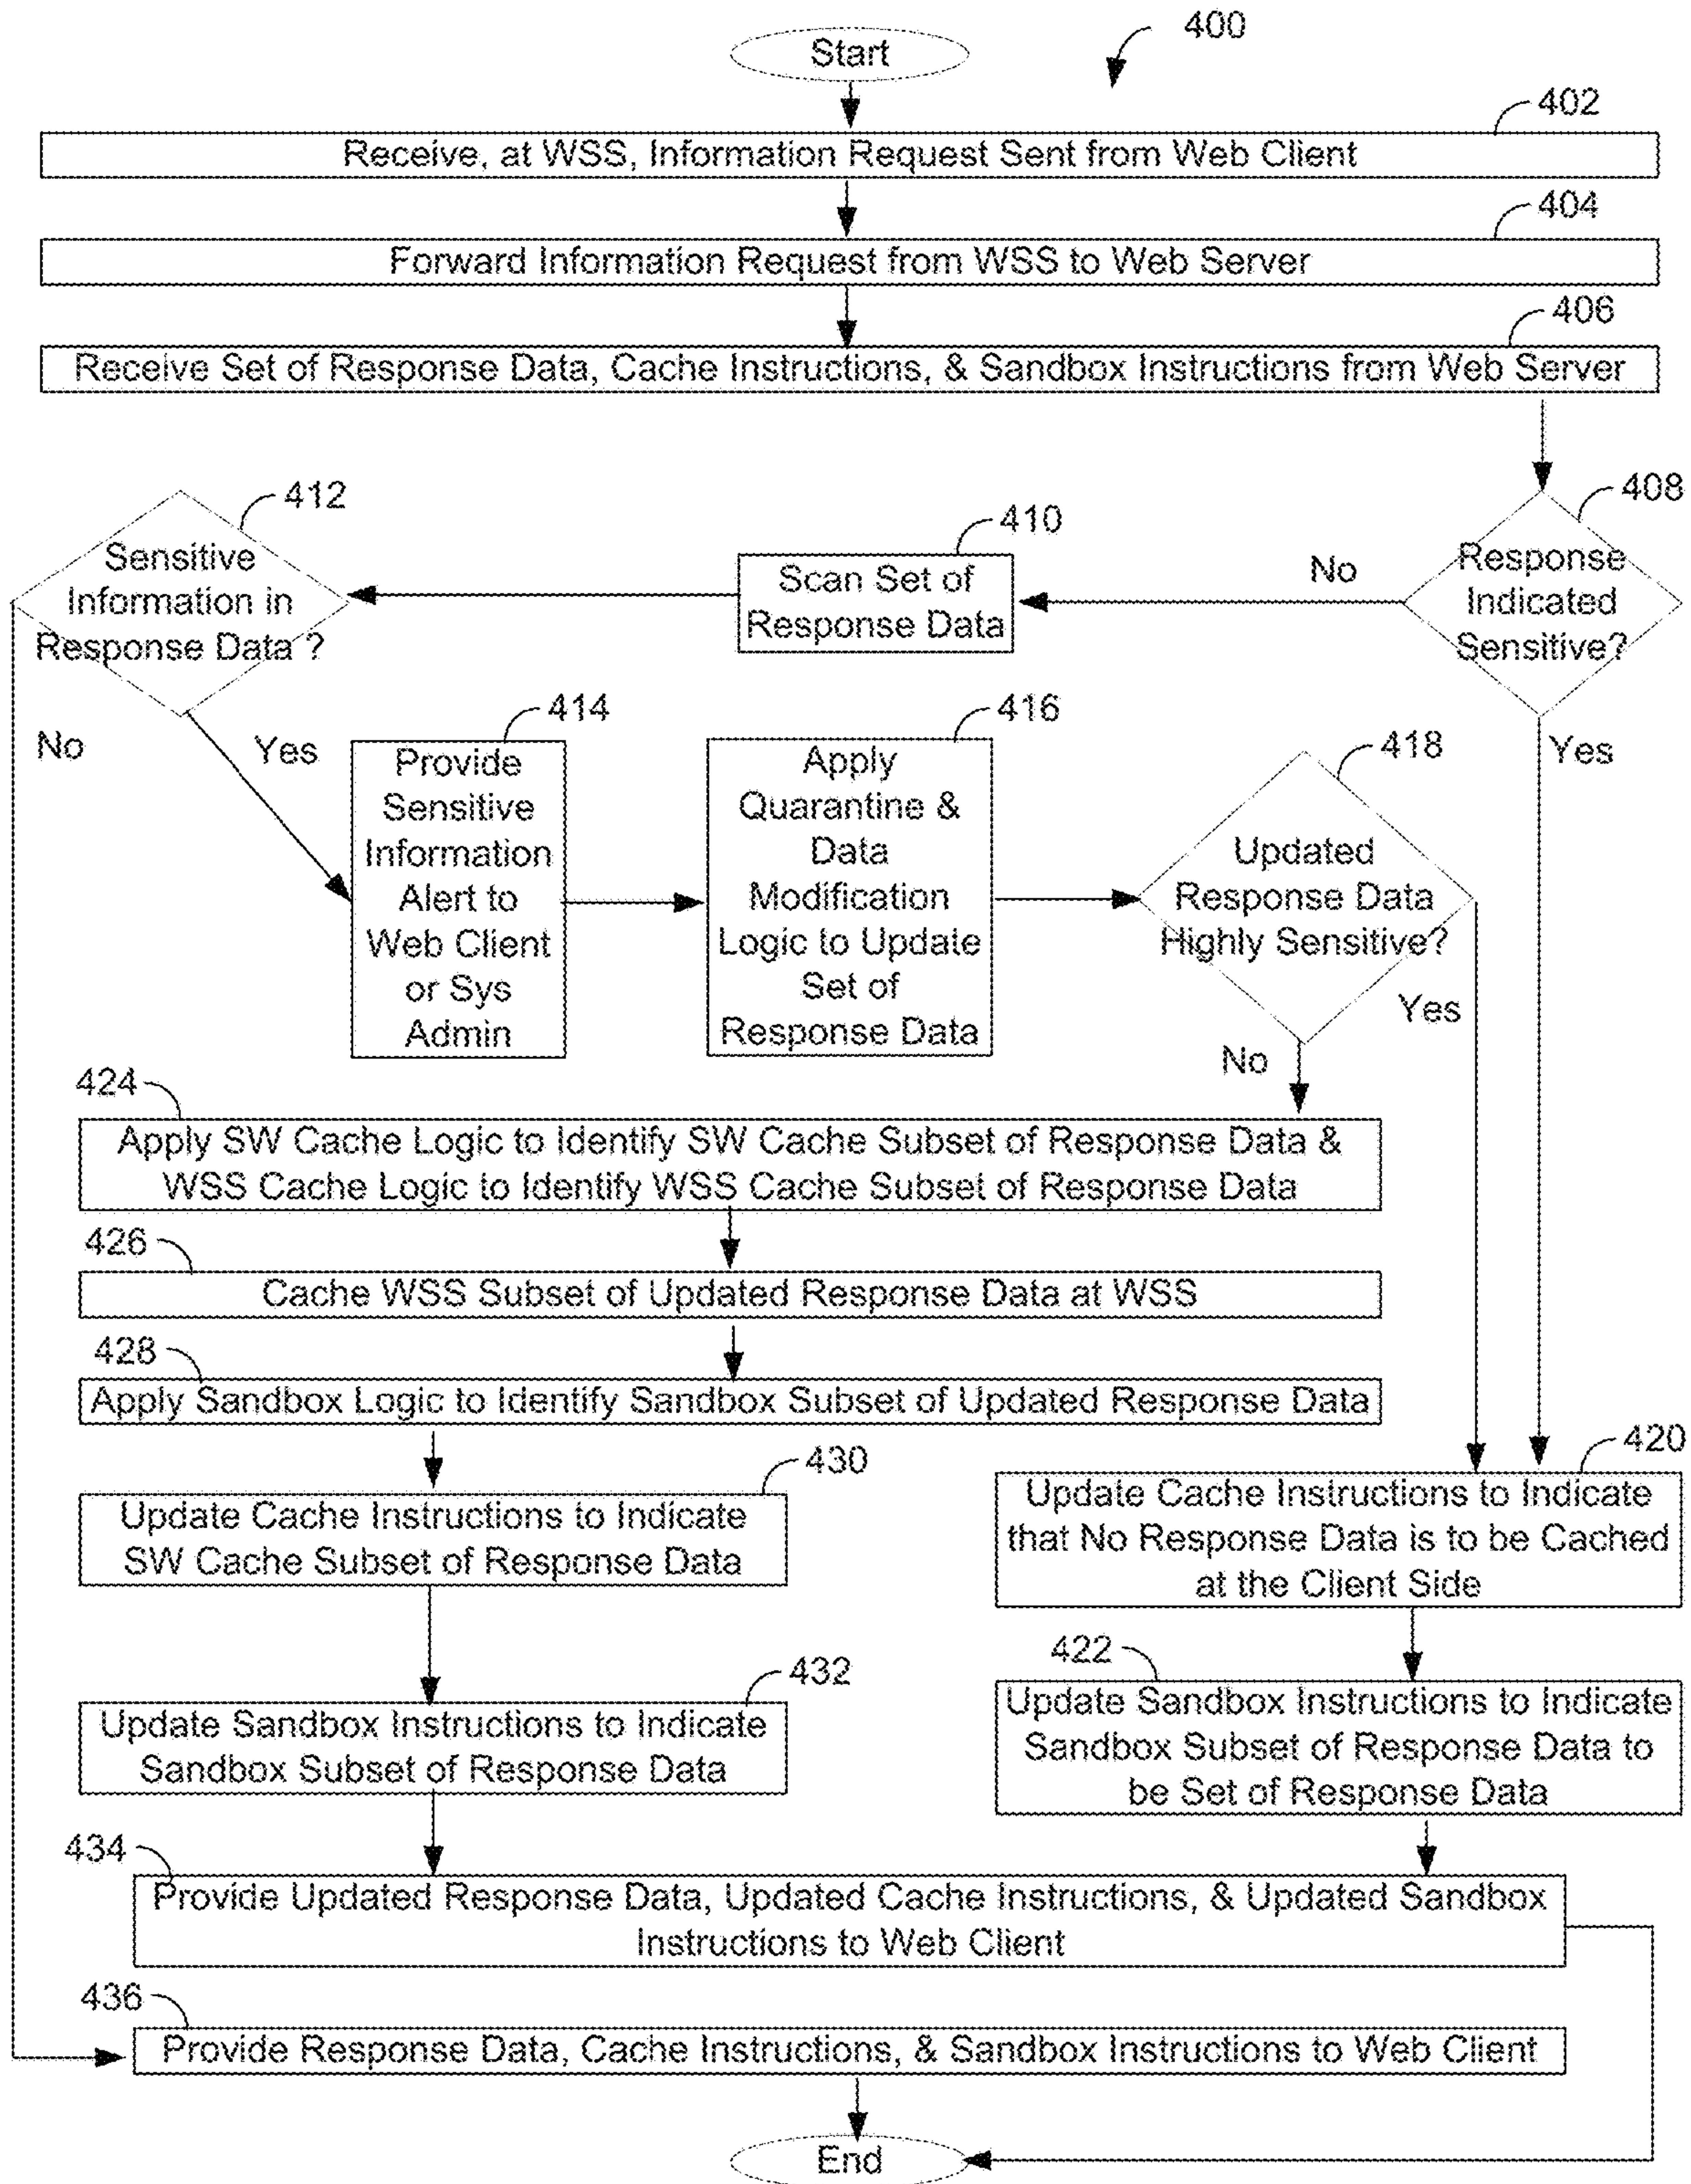 Start
400
402
Receive, at WSS, Information Request Sent from Web Client
404
Forward Information Request from WSS to Web Server
406
Receive Set of Response Data, Cache Instructions, & Sandbox Instructions from Web Server
408
Response
Indicated
Sensitive?
No
Yes
410
Scan Set of
Response Data
412
Sensitive
Information in
Response Data ?
No
Yes
414
Provide
Sensitive
Information
Alert to
Web Client
or Sys
Admin
416
Apply
Quarantine &
Data
Modification
Logic to Update
Set of
Response Data
418
Updated
Response Data
Highly Sensitive?
Yes
No
424
Apply SW Cache Logic to Identify SW Cache Subset of Response Data &
WSS Cache Logic to Identify WSS Cache Subset of Response Data
426
Cache WSS Subset of Updated Response Data at WSS
428
Apply Sandbox Logic to Identify Sandbox Subset of Updated Response Data
430
Update Cache Instructions to Indicate
SW Cache Subset of Response Data
432
Update Sandbox Instructions to Indicate
Sandbox Subset of Response Data
420
Update Cache Instructions to Indicate
that No Response Data is to be Cached
at the Client Side
422
Update Sandbox Instructions to Indicate
Sandbox Subset of Response Data to
be Set of Response Data
434
Provide Updated Response Data, Updated Cache Instructions, & Updated Sandbox
Instructions to Web Client
436
Provide Response Data, Cache Instructions, & Sandbox Instructions to Web Client
End